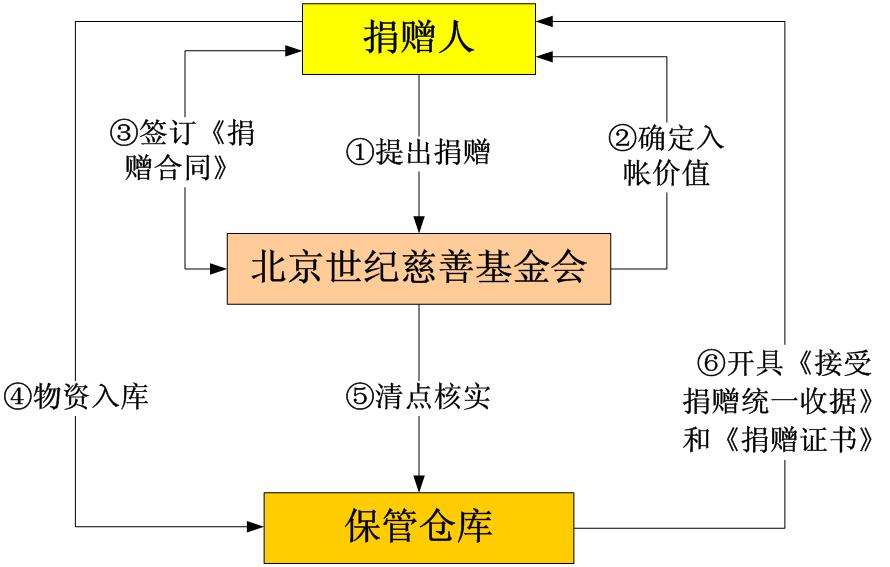 捐赠人
③签订《捐
赠合同》
①提出捐赠
②确定入
帐价值
北京世纪慈善基金会
④物资入库
⑤清点核实
⑥开具《接受
捐赠统一收据》
和《捐赠证书》
保管仓库